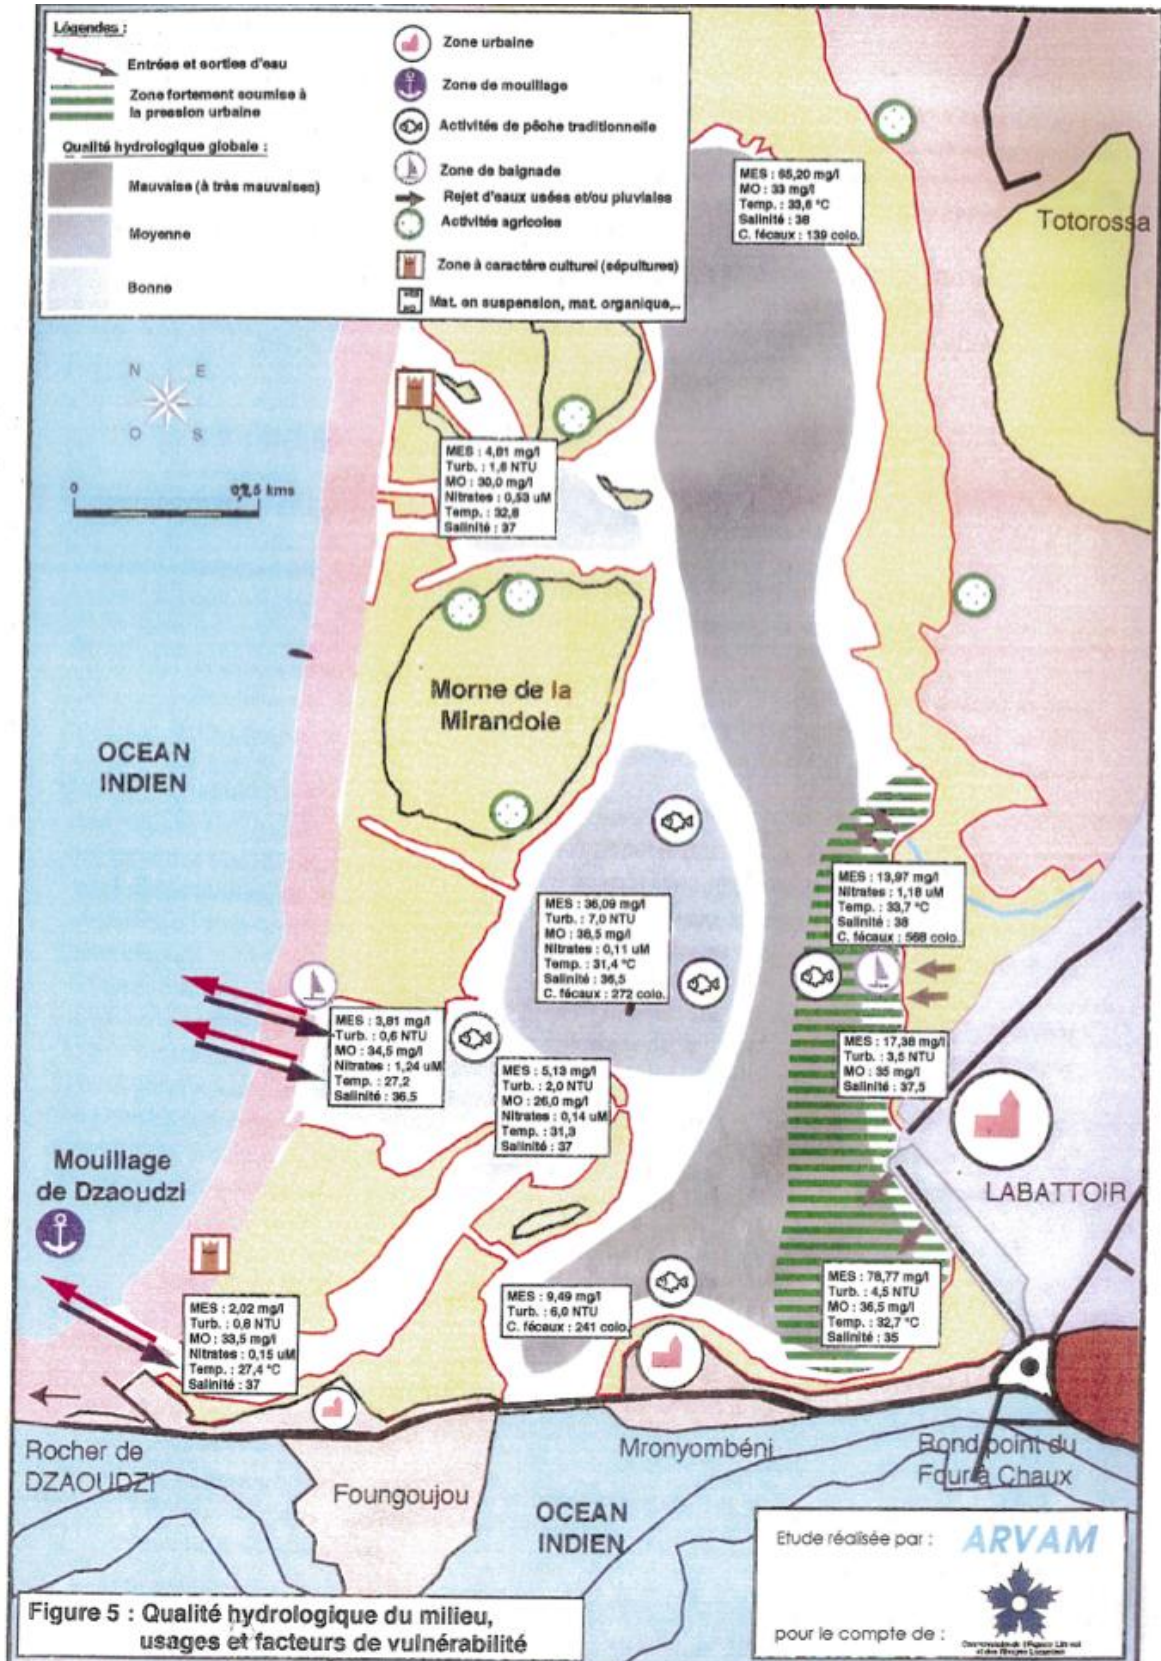 Légendes :
Entrées et sorties d'eau
Zone fortement soumise à
la pression urbaine
Qualité hydrologique globale :
Mauvaise (à très mauvaises)
Moyenne
Bonne
Zone urbaine
Zone de mouillage
Activités de pêche traditionnelle
Zone de baignade
Rejet d'eaux usées et/ou pluviales
Activités agricoles
Zone à caractère culturel (sépultures)
Mat. en suspension, mat. organique,..
N E
O S
0
kms
MES : 65,20 mg/l
MO : 33 mg/l
Temp. : 33,6 °C
Salinité : 38
C. fécaux : 139 colo.
Totorossa
MES : 4,81 mg/l
Turb. : 1,6 NTU
MO : 30,0 mg/l
Nitrates : 0,53 uM
Temp. : 32,8
Salinité : 37
Morne de la
Mirandole
OCEAN
INDIEN
MES : 13,97 mg/l
Nitrates : 1,18 uM
Temp. : 33,7 °C
Salinité : 38
C. fécaux : 568 colo.
MES : 36,09 mg/l
Turb. : 7,0 NTU
MO : 38,5 mg/l
Nitrates : 0,11 uM
Temp. : 31,4 °C
Salinité : 36,5
C. fécaux : 272 colo.
MES : 3,81 mg/l
Turb. : 0,6 NTU
MO : 34,5 mg/l
Nitrates : 1,24 uM
Temp. : 27,2
Salinité : 36.5
MES : 17,38 mg/l
Turb. : 3,5 NTU
MO : 35 mg/l
Salinité : 37,5
MES : 5,13 mg/l
Turb. : 2,0 NTU
MO : 26,0 mg/l
Nitrates : 0,14 uM
Temp. : 31,3
Salinité : 37
Mouillage
de Dzaoudzi
LABATTOIR
MES : 78,77 mg/l
Turb. : 4,5 NTU
MO : 36,5 mg/l
Temp. : 32,7 °C
Salinité : 35
MES : 9,49 mg/l
Turb. : 6,0 NTU
C. fécaux : 241 colo.
MES : 2,02 mg/l
Turb. : 0,8 NTU
MO : 33,5 mg/l
Nitrates : 0,15 uM
Temp. : 27,4 °C
Salinité : 37
Rocher de
DZAOUDZI
Foungoujou
Mronyombéni
Rond point du
Four à Chaux
OCEAN
INDIEN
Etude réalisée par : ARVAM
pour le compte de :
Figure 5 : Qualité hydrologique du milieu,
usages et facteurs de vulnérabilité